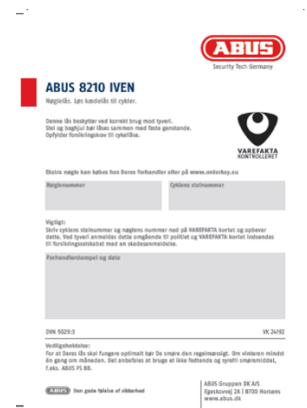 ABUS
Security Tech Germany
ABUS 8210 IVEN
Nøglelås. Løs kædelås til cykler.
Denne lås beskytter ved korrekt brug mod tyveri.
Stel og baghjul bør låses sammen med faste genstande.
Opfylder forsikringskrav til cykellåse.
VAREFAKTA
KONTROLLERET
Ekstra nøgle kan købes hos Deres forhandler eller på www.orderkey.eu
Nøglenummer
Cyklens stelnummer
Vigtigt:
Skriv cyklens stelnummer og nøglens nummer ned på VAREFAKTA kortet og opbevar
dette. Ved tyveri anmeldes dette omgående til politiet og VAREFAKTA kortet indsendes
til forsikringsselskabet med en skadesanmeldelse.
Forhandlerstempel og dato
DVN 5029:3
VK 24192
Vedligeholdelse:
For at Deres lås skal fungere optimalt bør De smøre den regelmæssigt. Om vinteren mindst
én gang om måneden. Det anbefales at bruge et ikke fedtende og syrefri smøremiddel,
f.eks. ABUS PS 88.
ABUS
Den gode følelse af sikkerhed
ABUS Gruppen DK A/S
Egeskovvej 2A | 8700 Horsens
www.abus.dk